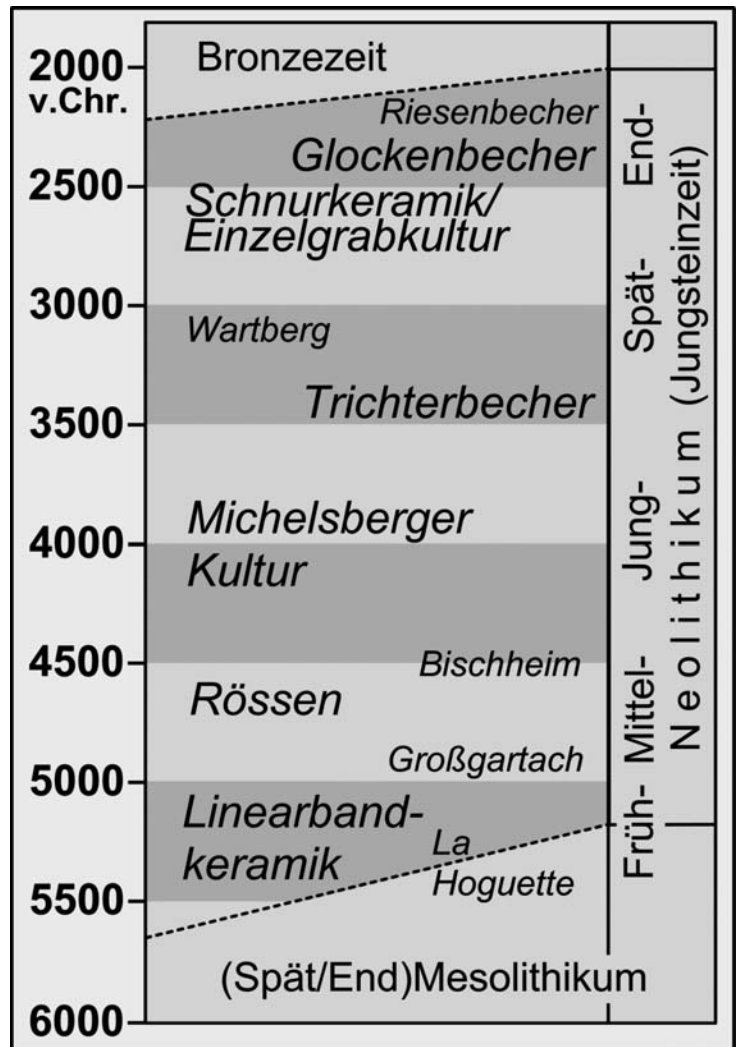 2000
v.Chr.
2500
3000
3500
4000
4500
5000
5500
6000
Bronzezeit
Riesenbecher
Glockenbecher
Schnurkeramik/
Einzelgrabkultur
Wartberg
Trichterbecher
Michelsberger
Kultur
Bischheim
Rössen
Großgartach
Linearband-
keramik
La
Hoguette
(Spät/End)Mesolithikum
Früh- Mittel- Jung- Spät- End-
Neolithikum (Jungsteinzeit)